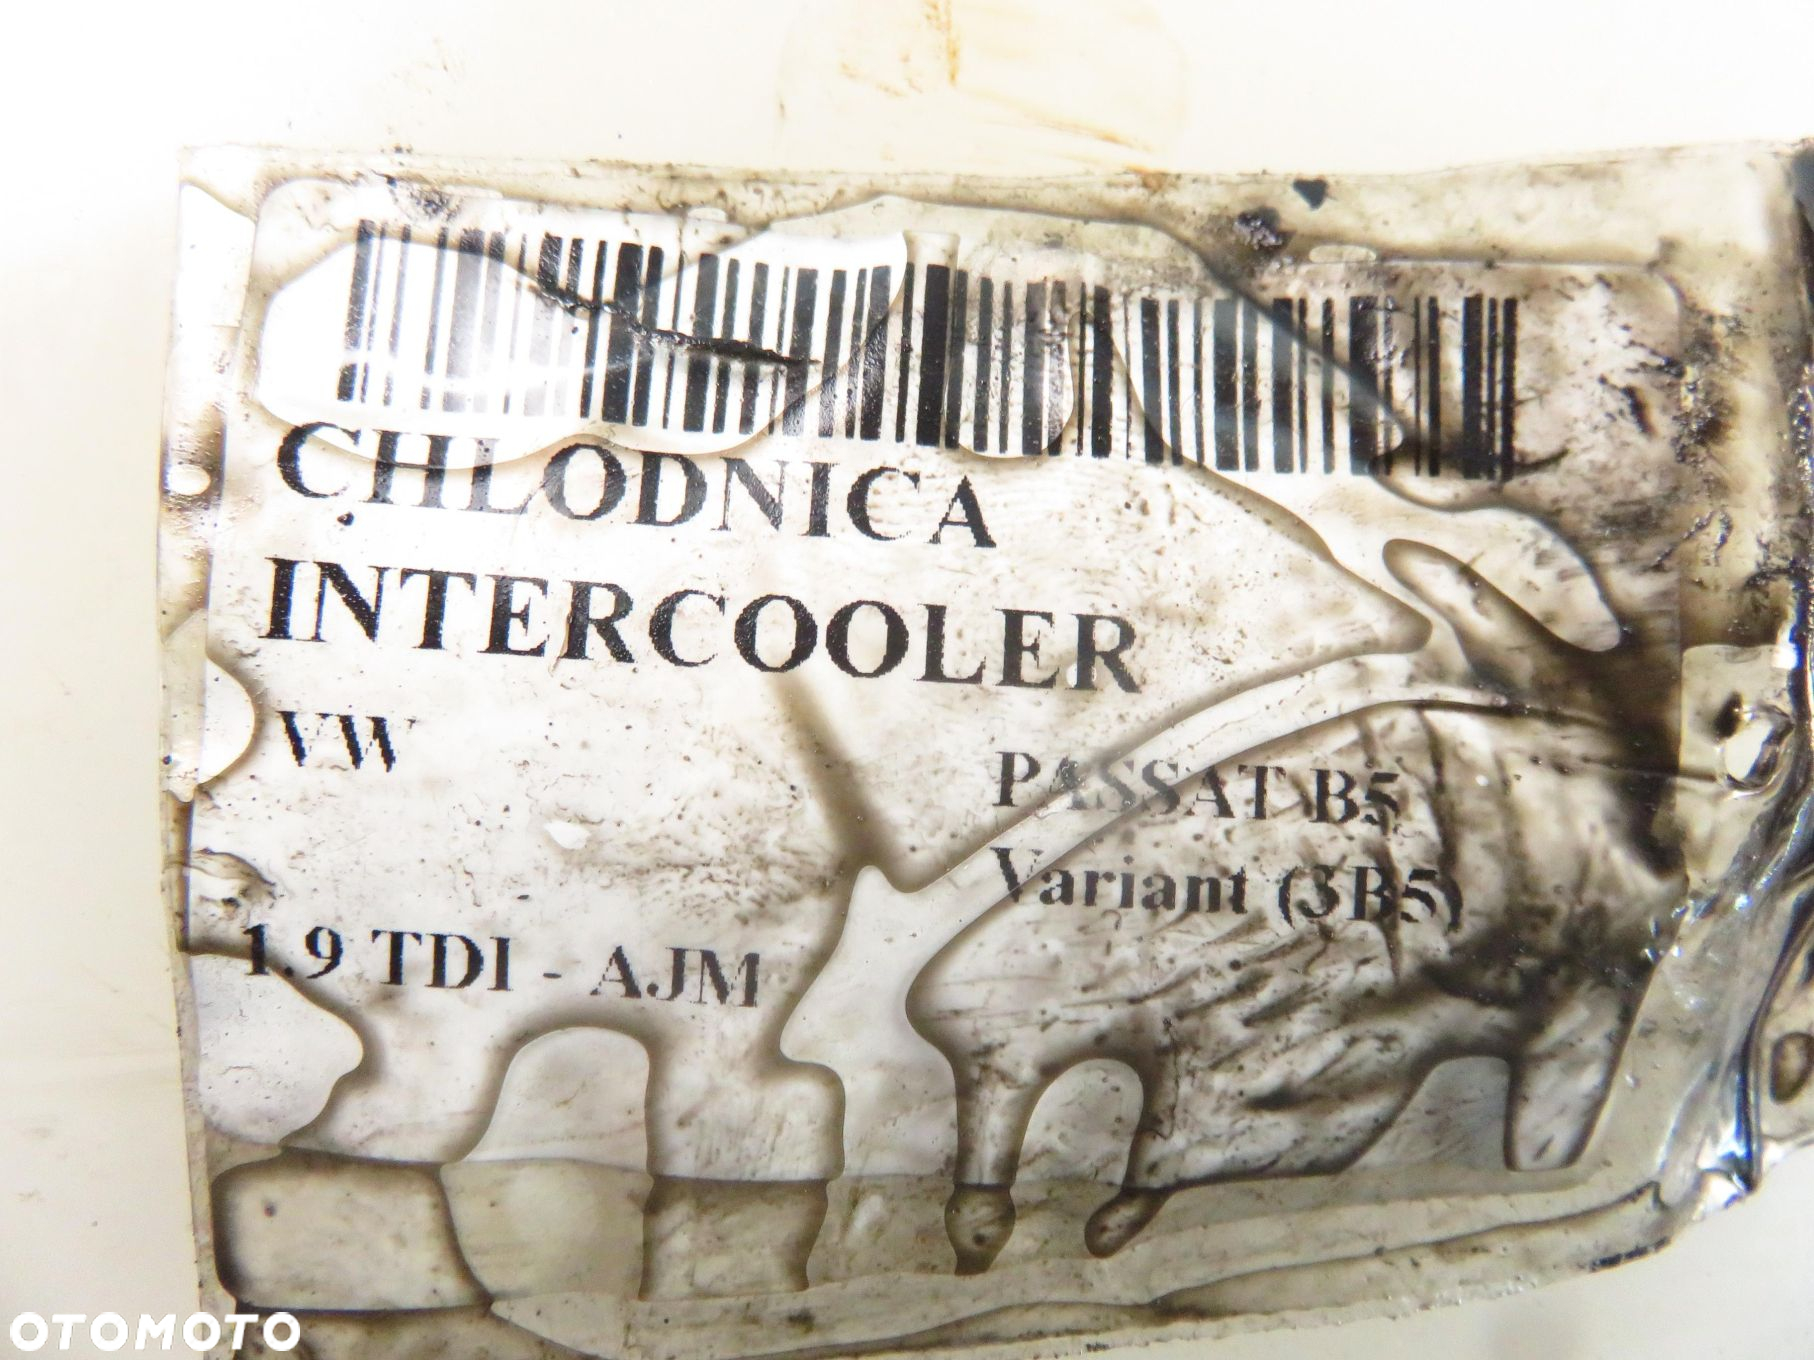 CHLODNICA
INTERCOOLER
VW
PASSAT B5
Variant (3B5)
1.9 TDI - AJM
OTOMOTO